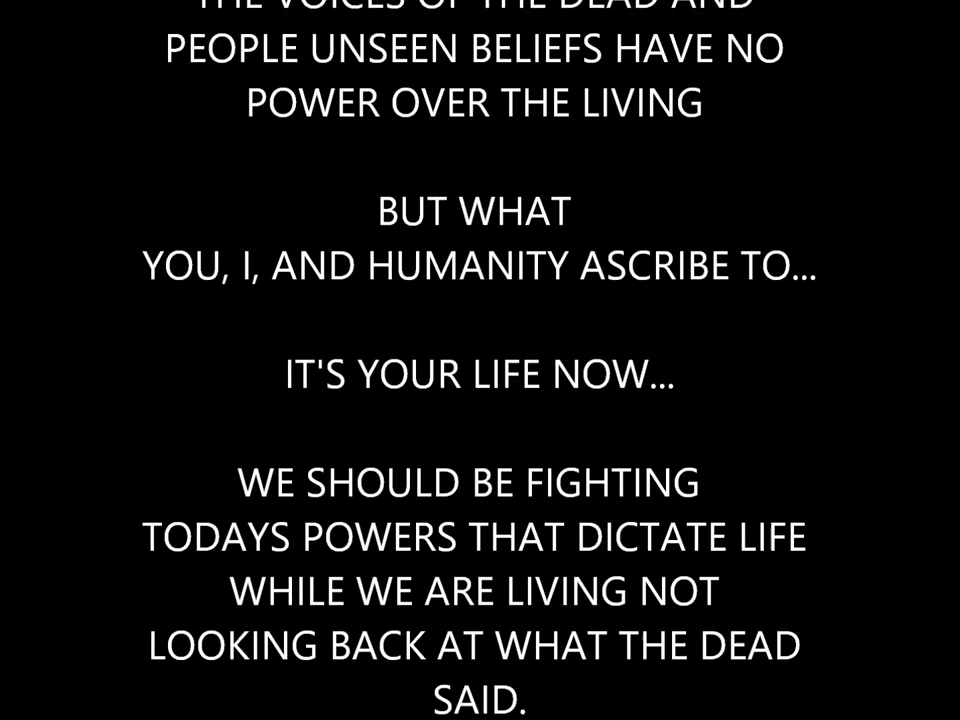 THE VOICES OF THE DEAD AND
PEOPLE UNSEEN BELIEFS HAVE NO
POWER OVER THE LIVING
BUT WHAT
YOU, I, AND HUMANITY ASCRIBE TO...
IT'S YOUR LIFE NOW...
WE SHOULD BE FIGHTING
TODAYS POWERS THAT DICTATE LIFE
WHILE WE ARE LIVING NOT
LOOKING BACK AT WHAT THE DEAD
SAID.